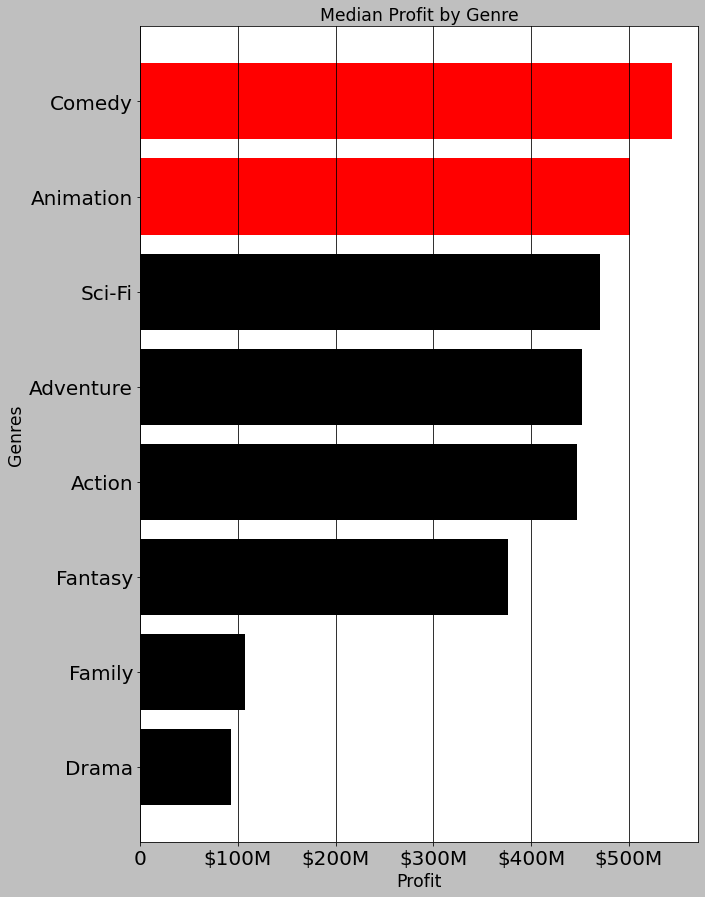 Median Profit by Genre
Comedy
Animation
Sci-Fi
Adventure
Action
Fantasy
Family
Drama
Genres
0 $100M $200M $300M $400M $500M
Profit